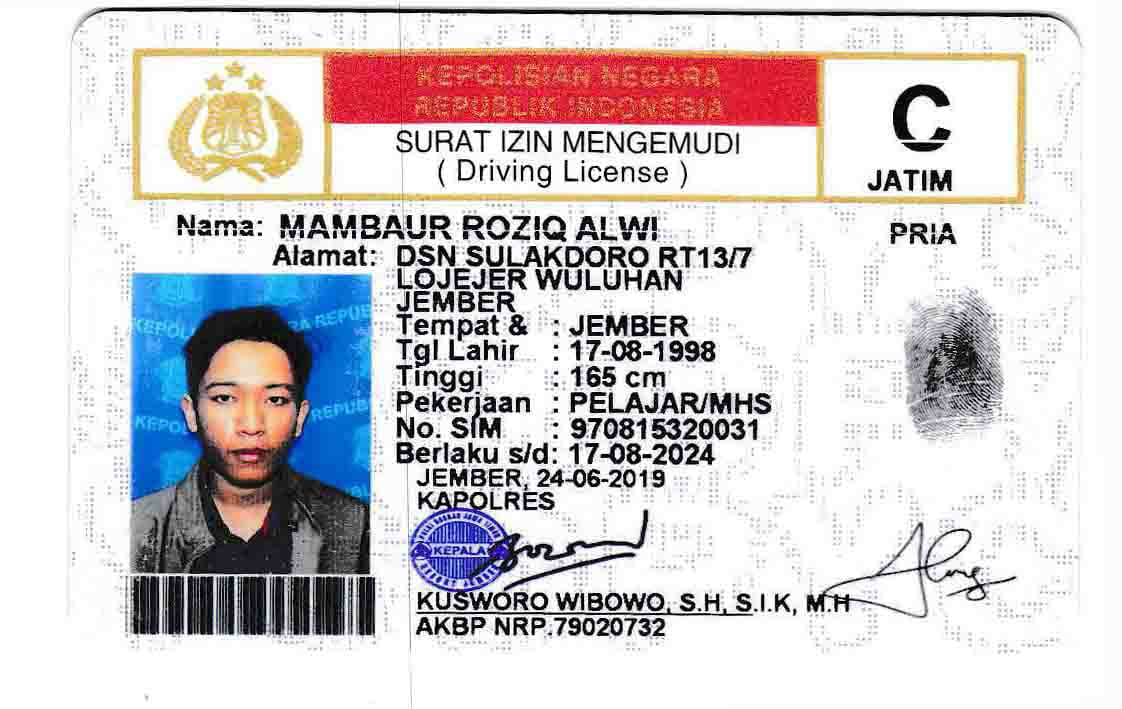 KEPOLISIAN NEGARA
REPUBLIK INDONESIA
SURAT IZIN MENGEMUDI
( Driving License )
C
JATIM
Nama: MAMBAUR ROZIQ ALWI
PRIA
Alamat: DSN SULAKDORO RT13/7
LOJEJER WULUHAN
JEMBER
Tempat & : JEMBER
Tgl Lahir : 17-08-1998
Tinggi : 165 cm
Pekerjaan : PELAJAR/MHS
No. SIM : 970815320031
Berlaku s/d: 17-08-2024
JEMBER, 24-06-2019
KAPOLRES
KEPALA
KUSWORO WIBOWO, S.H, S.I.K, M.H
AKBP NRP.79020732